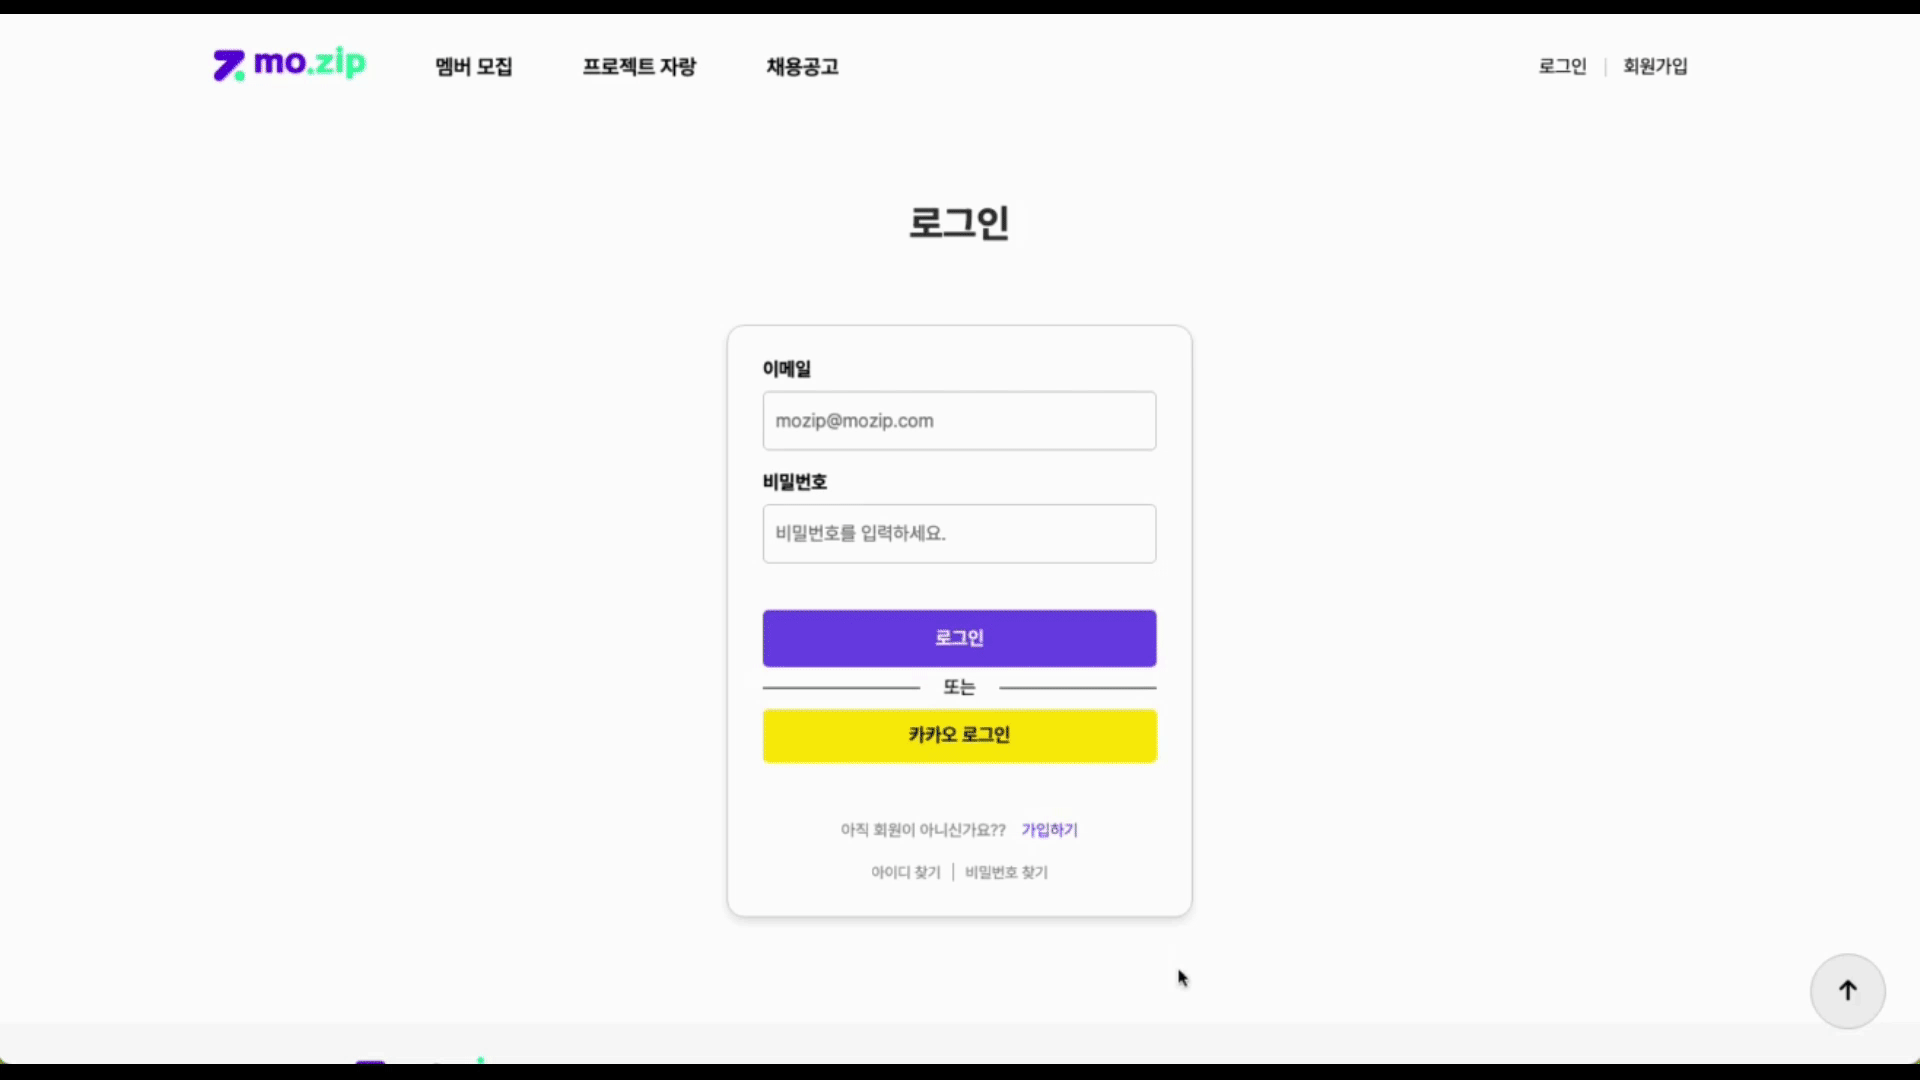 mo.zip 멤버 모집 프로젝트 자랑 채용공고 로그인 | 회원가입
로그인
이메일
mozip@mozip.com
비밀번호
비밀번호를 입력하세요.
로그인
또는
카카오 로그인
아직 회원이 아니신가요?? 가입하기
아이디 찾기 | 비밀번호 찾기